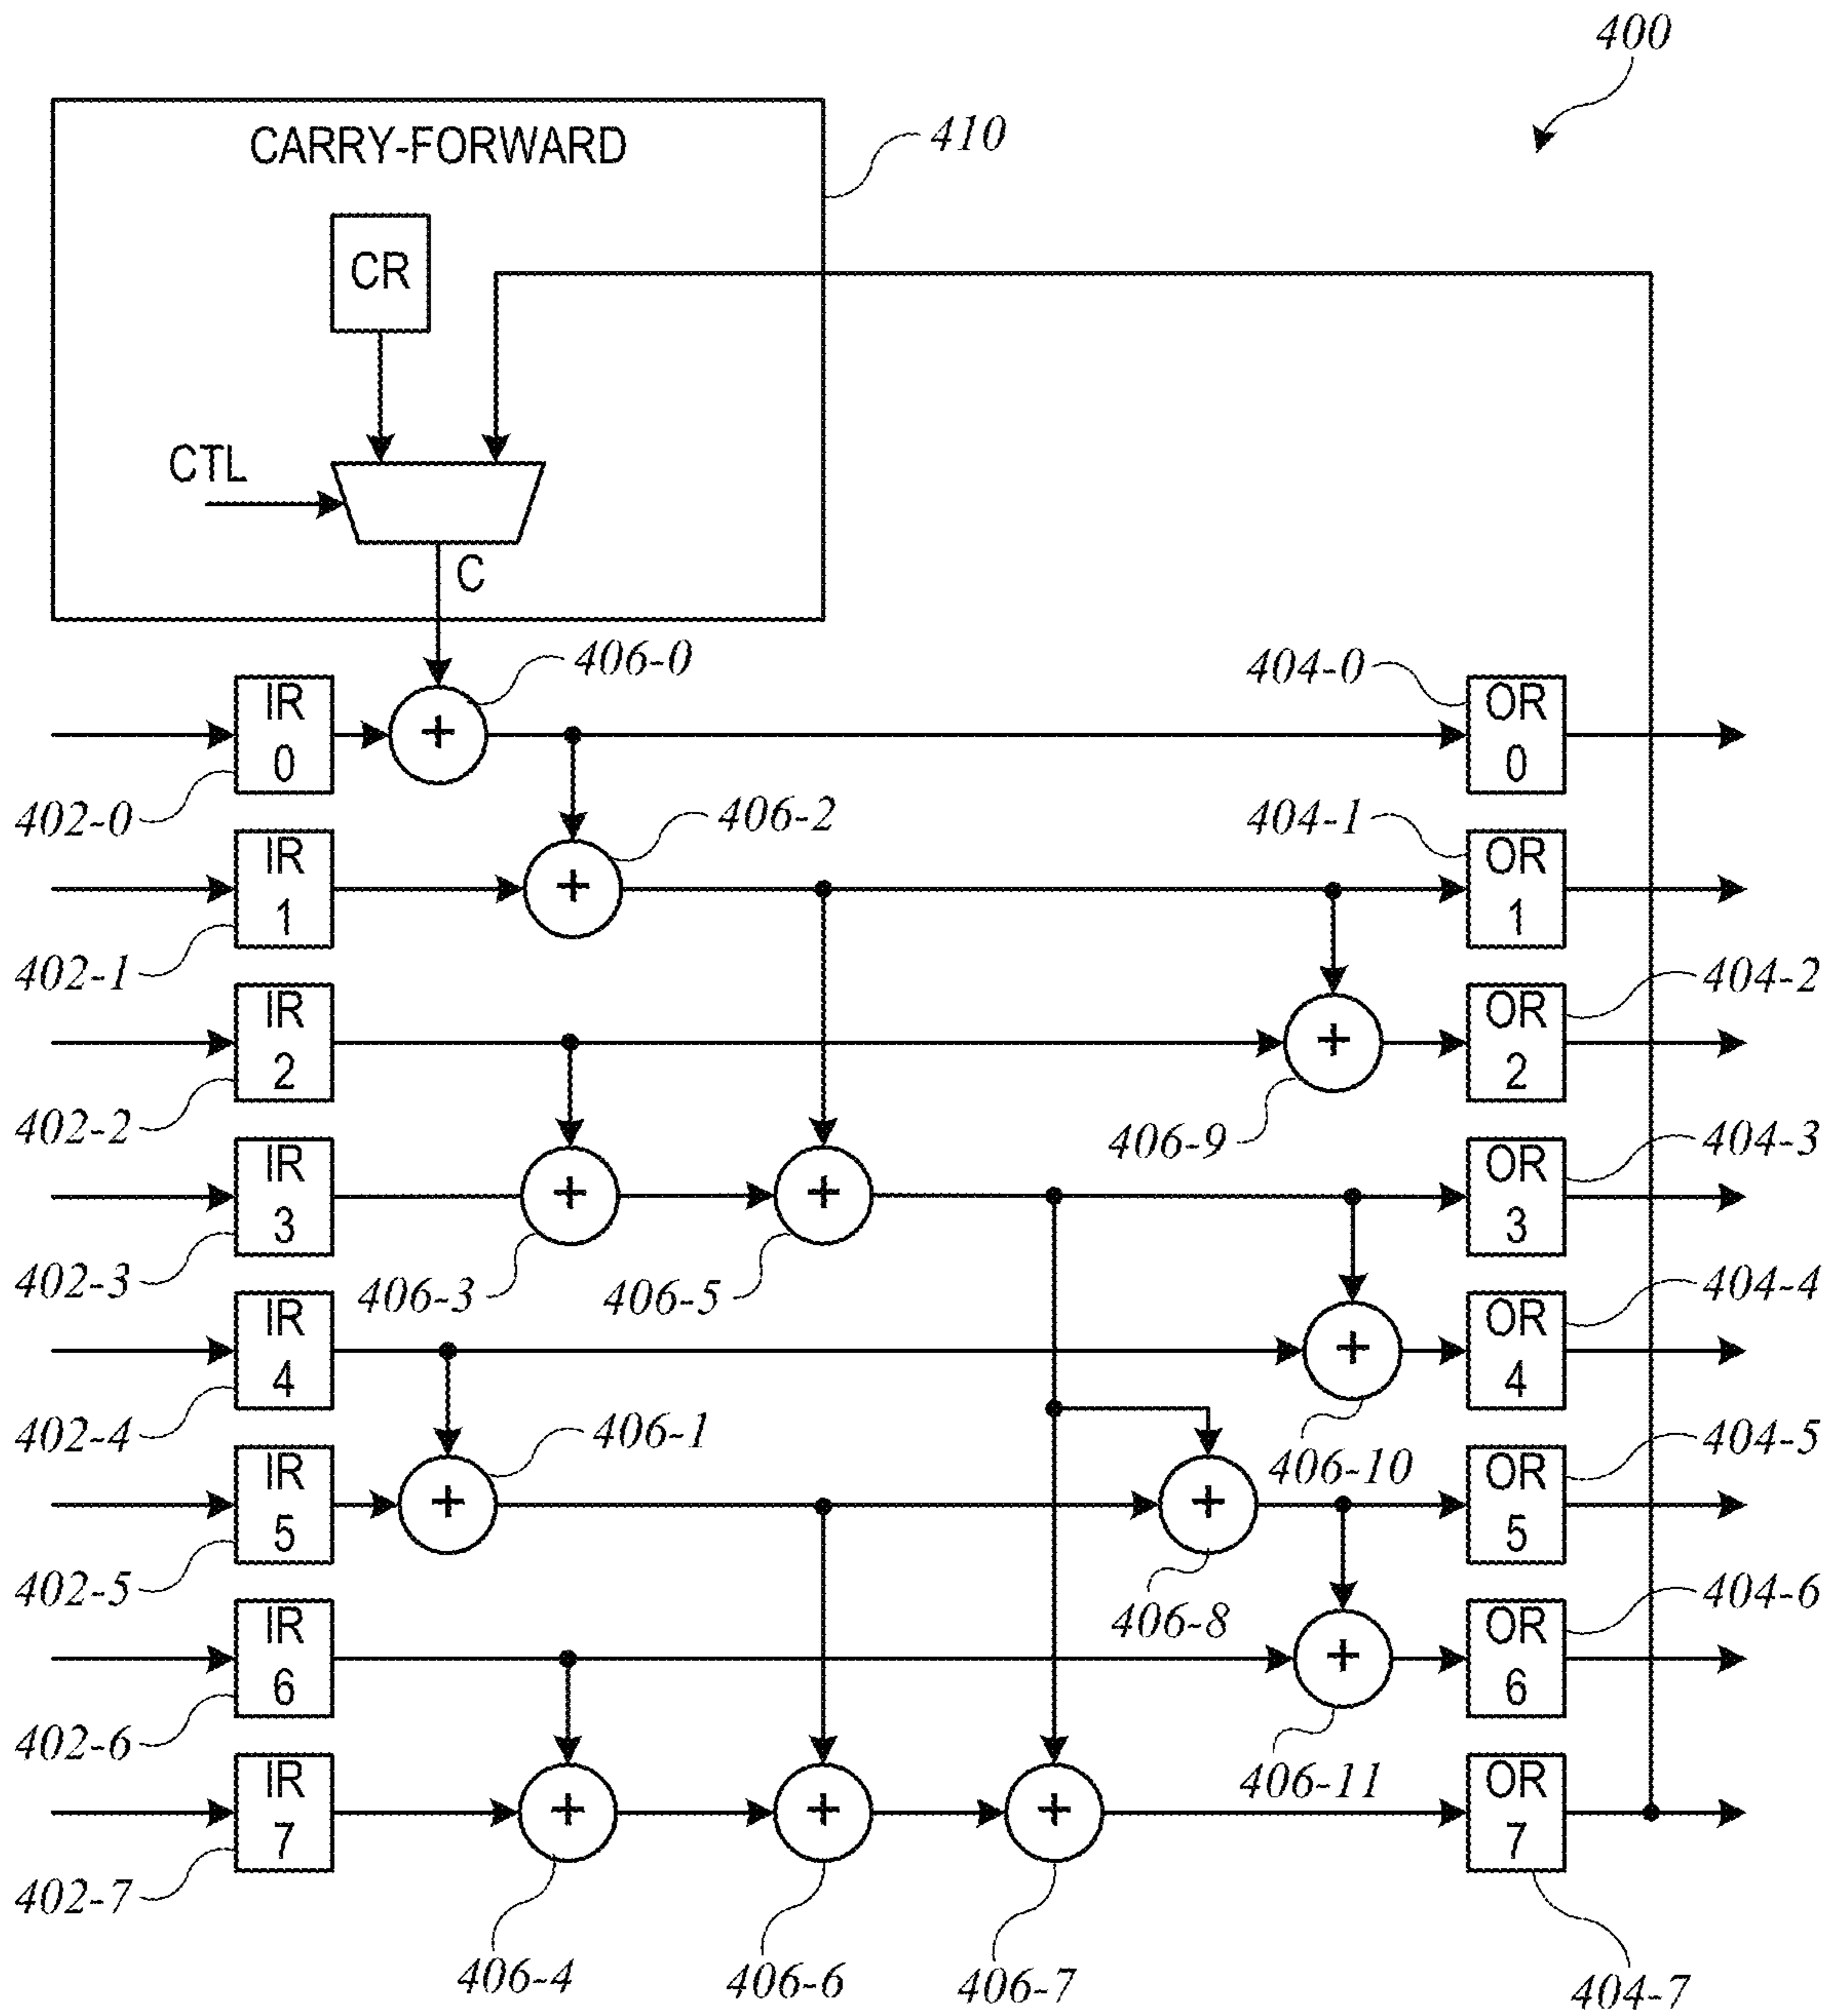 400
CARRY-FORWARD
410
CR
CTL
C
406-0
404-0
IR
0
+
OR
0
402-0
406-2
404-1
IR
1
+
OR
1
402-1
404-2
IR
2
+
OR
2
402-2
406-9
404-3
IR
3
+
+
OR
3
402-3
406-3
406-5
404-4
IR
4
+
OR
4
402-4
406-1
406-10
404-5
IR
5
+
+
OR
5
402-5
406-8
404-6
IR
6
+
OR
6
402-6
406-11
IR
7
+
+
+
OR
7
402-7
406-4
406-6
406-7
404-7